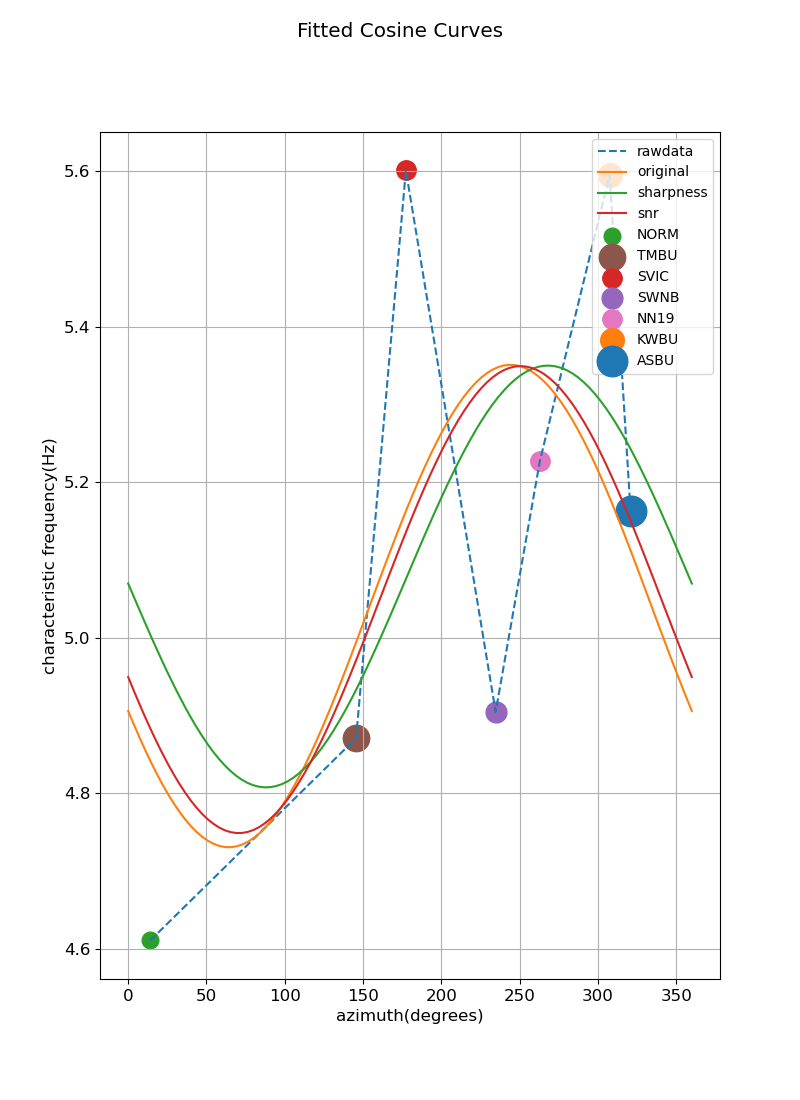 Fitted Cosine Curves
rawdata
original
sharpness
snr
NORM
TMBU
SVIC
SWNB
NN19
KWBU
ASBU
5.6
5.4
5.2
5.0
4.8
4.6
characteristic frequency(Hz)
0 50 100 150 200 250 300 350
azimuth(degrees)